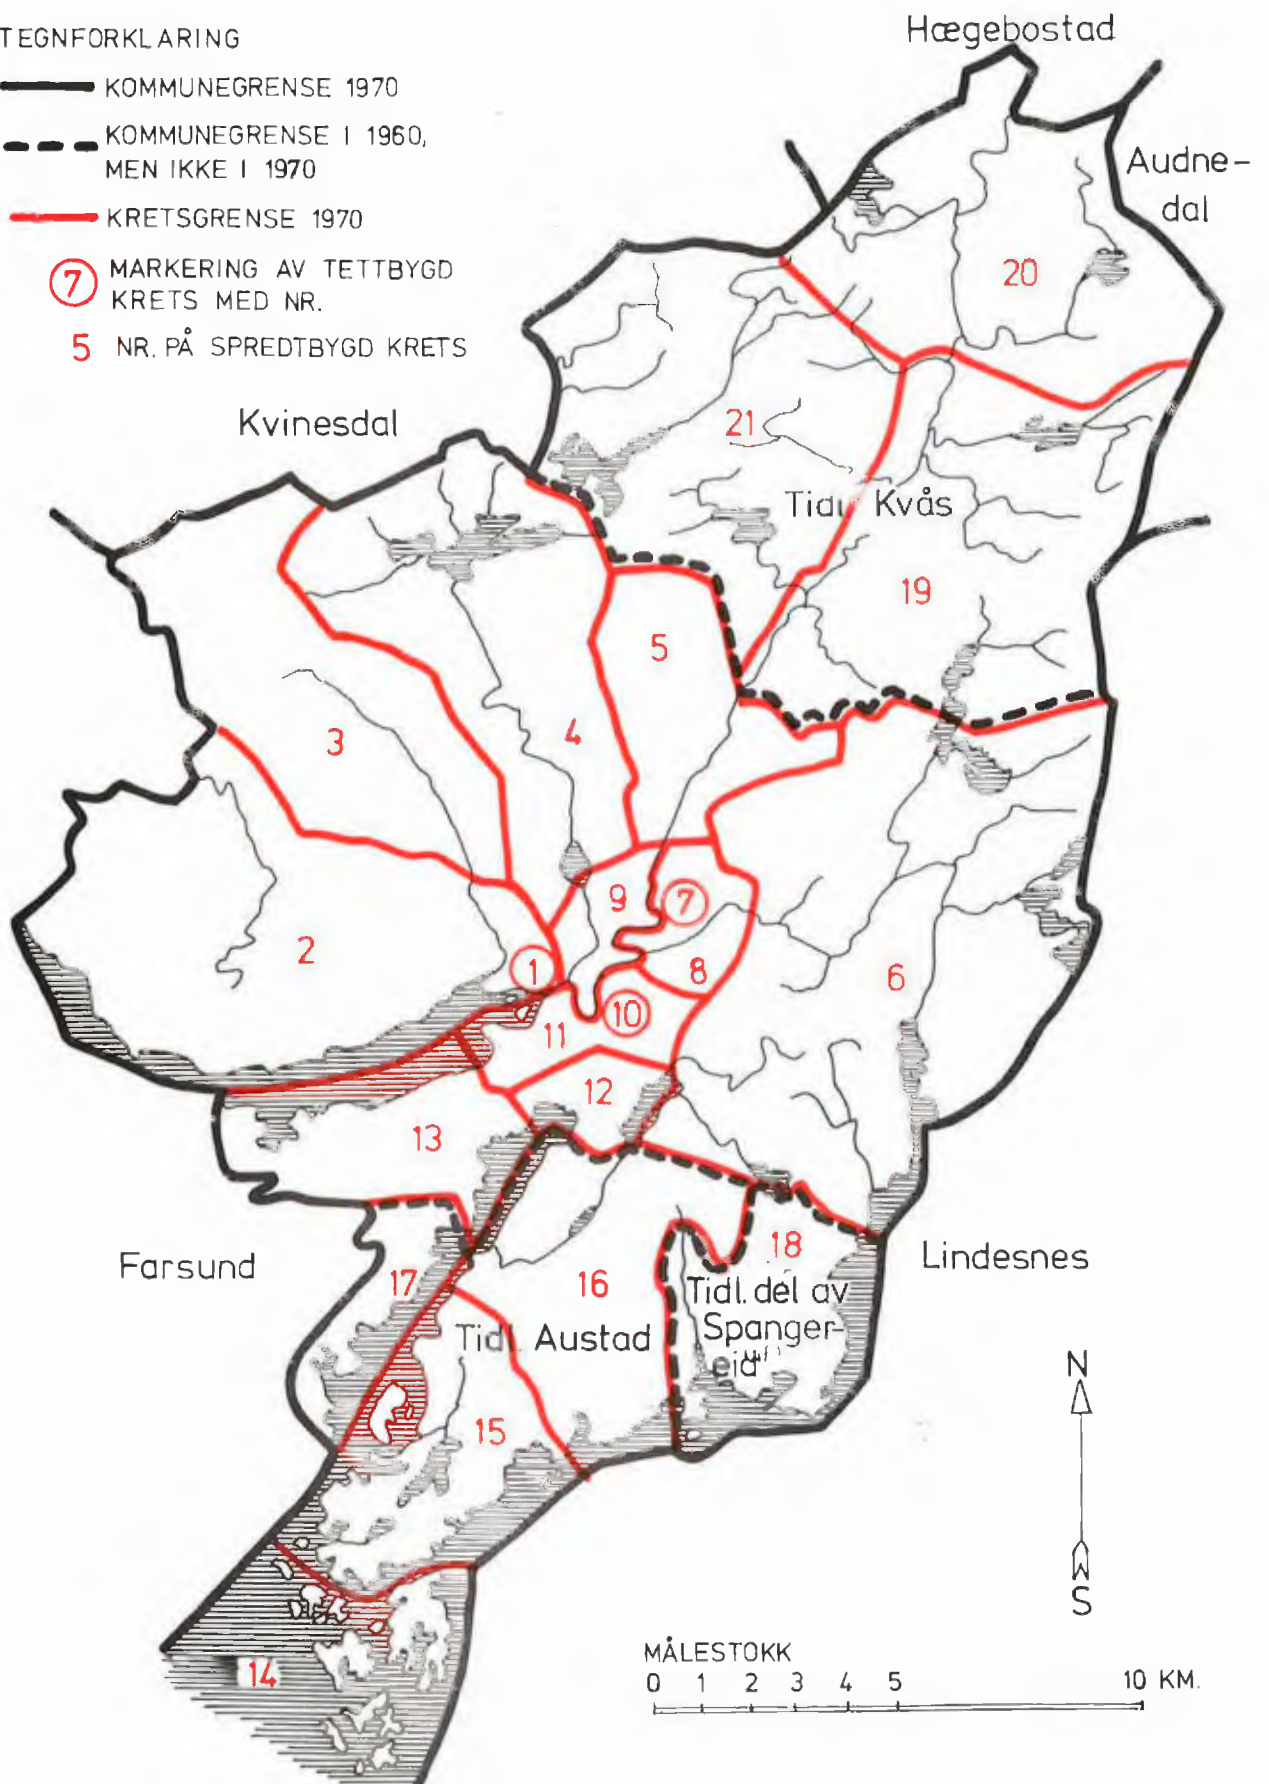 TEGNFORKLARING
KOMMUNEGRENSE 1970
KOMMUNEGRENSE I 1960,
MEN IKKE I 1970
KRETSGRENSE 1970
7 MARKERING AV TETTBYGD
KRETS MED NR.
5 NR. PÅ SPREDTBYGD KRETS
Hægebostad
Audne-
dal
20
Kvinesdal
21
Tidl. Kvås
19
5
3
4
9
7
2
1
8
6
10
11
12
13
Farsund
17
16
18
Lindesnes
Tidl. del av
Spanger-
eid
Tidl. Austad
15
14
N
S
MÅLESTOKK
0 1 2 3 4 5 10 KM.